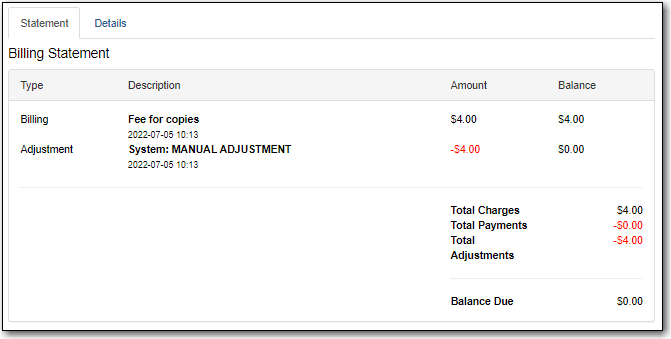 Statement Details
Billing Statement
Type Description Amount Balance
Billing Fee for copies $4.00 $4.00
2022-07-05 10:13
Adjustment System: MANUAL ADJUSTMENT -$4.00 $0.00
2022-07-05 10:13
Total Charges $4.00
Total Payments -$0.00
Total -$4.00
Adjustments
Balance Due $0.00